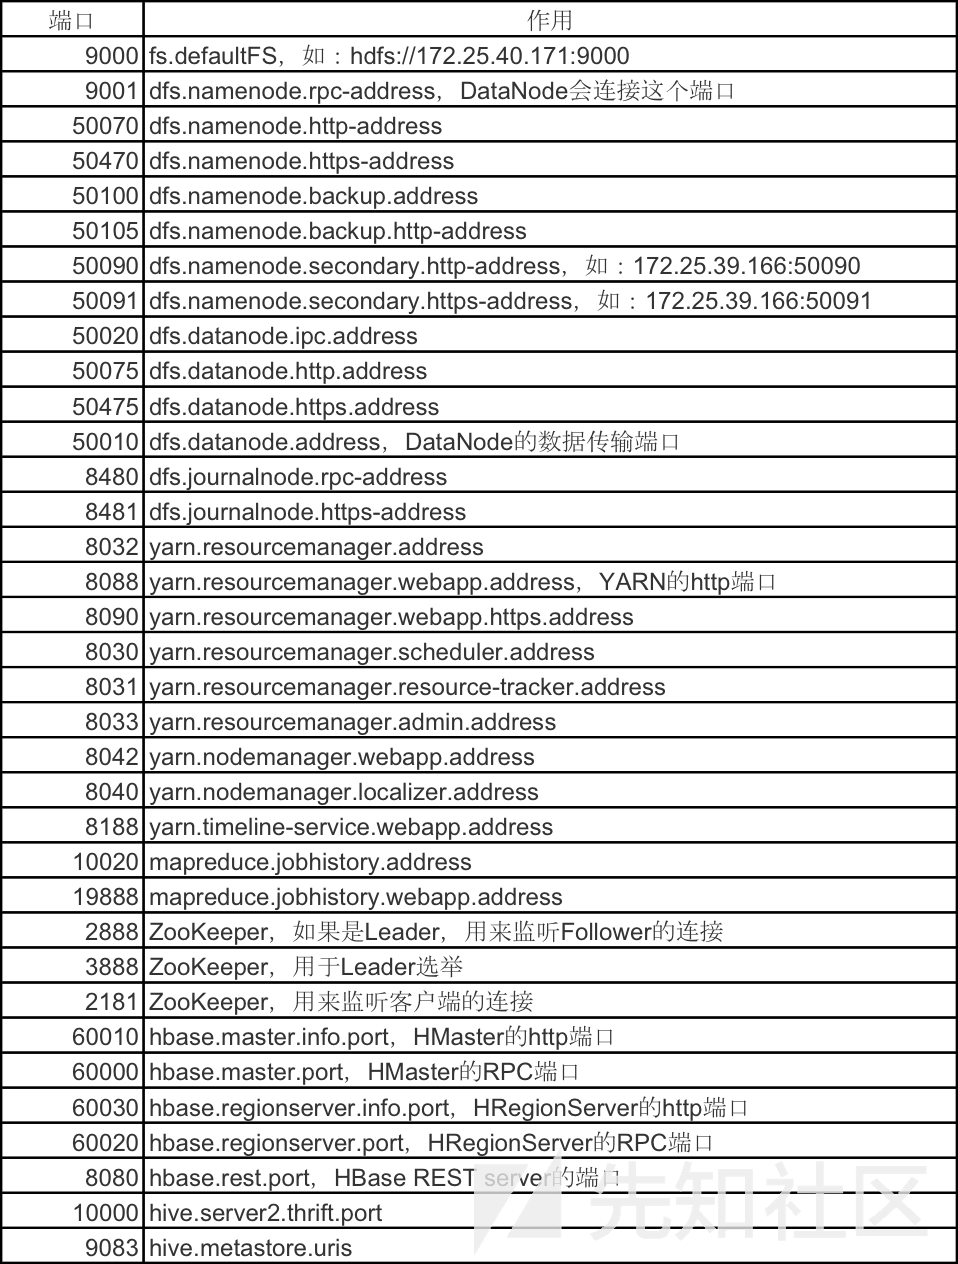 端口 作用
9000 fs.defaultFS，如：hdfs://172.25.40.171:9000
9001 dfs.namenode.rpc-address，DataNode会连接这个端口
50070 dfs.namenode.http-address
50470 dfs.namenode.https-address
50100 dfs.namenode.backup.address
50105 dfs.namenode.backup.http-address
50090 dfs.namenode.secondary.http-address，如：172.25.39.166:50090
50091 dfs.namenode.secondary.https-address，如：172.25.39.166:50091
50020 dfs.datanode.ipc.address
50075 dfs.datanode.http.address
50475 dfs.datanode.https.address
50010 dfs.datanode.address，DataNode的数据传输端口
8480 dfs.journalnode.rpc-address
8481 dfs.journalnode.https-address
8032 yarn.resourcemanager.address
8088 yarn.resourcemanager.webapp.address，YARN的http端口
8090 yarn.resourcemanager.webapp.https.address
8030 yarn.resourcemanager.scheduler.address
8031 yarn.resourcemanager.resource-tracker.address
8033 yarn.resourcemanager.admin.address
8042 yarn.nodemanager.webapp.address
8040 yarn.nodemanager.localizer.address
8188 yarn.timeline-service.webapp.address
10020 mapreduce.jobhistory.address
19888 mapreduce.jobhistory.webapp.address
2888 ZooKeeper，如果是Leader，用来监听Follower的连接
3888 ZooKeeper，用于Leader选举
2181 ZooKeeper，用来监听客户端的连接
60010 hbase.master.info.port，HMaster的http端口
60000 hbase.master.port，HMaster的RPC端口
60030 hbase.regionserver.info.port，HRegionServer的http端口
60020 hbase.regionserver.port，HRegionServer的RPC端口
8080 hbase.rest.port，HBase REST server的端口
10000 hive.server2.thrift.port
9083 hive.metastore.uris
先知社区